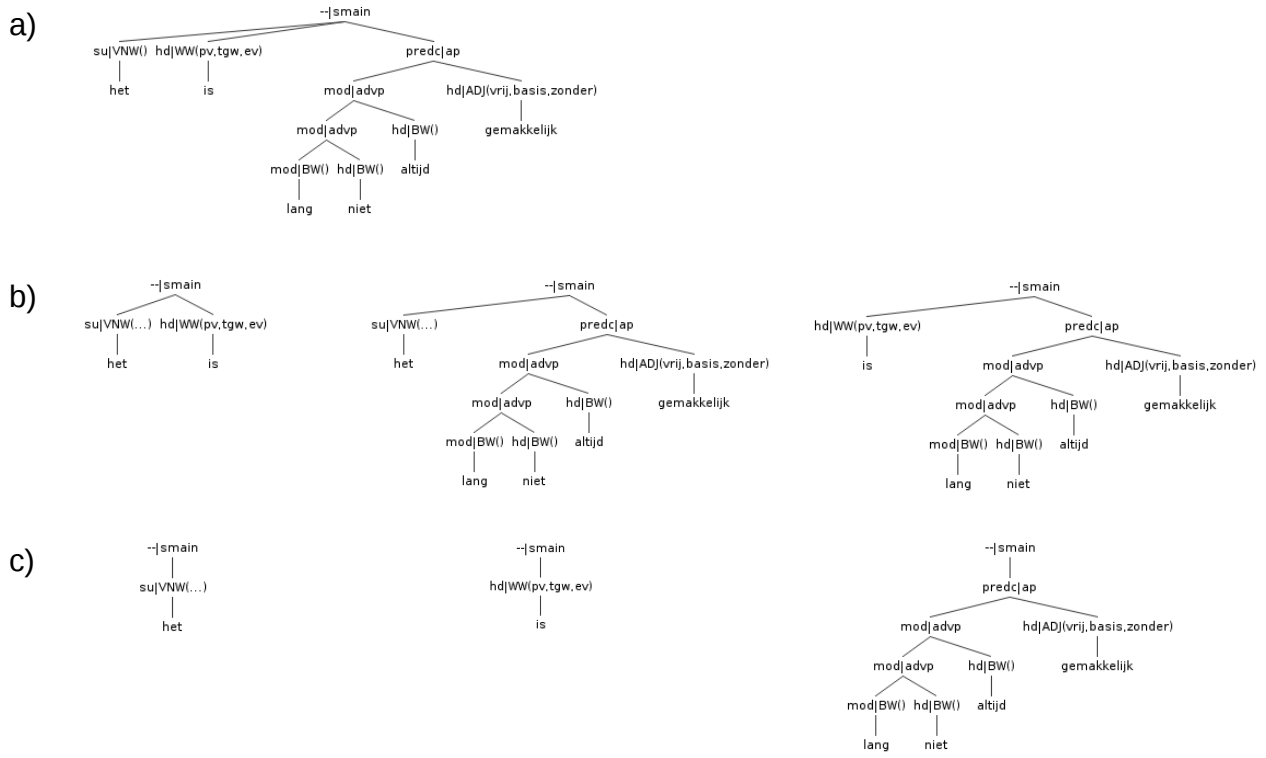 a)
--|smain
su|VNW() hd|WW(pv,tgw,ev) predc|ap
het is mod|advp hd|ADJ(vrij,basis,zonder)
mod|advp hd|BW() gemakkelijk
mod|BW() hd|BW() altijd
lang niet
b)
--|smain --|smain --|smain
su|VNW(...) hd|WW(pv,tgw,ev) su|VNW(...) predc|ap hd|WW(pv,tgw,ev) predc|ap
het is het mod|advp hd|ADJ(vrij,basis,zonder) is mod|advp hd|ADJ(vrij,basis,zonder)
mod|advp hd|BW() gemakkelijk mod|advp hd|BW() gemakkelijk
mod|BW() hd|BW() altijd mod|BW() hd|BW() altijd
lang niet lang niet
c)
--|smain --|smain --|smain
su|VNW(...) hd|WW(pv,tgw,ev) predc|ap
het is mod|advp hd|ADJ(vrij,basis,zonder)
mod|advp hd|BW() gemakkelijk
mod|BW() hd|BW() altijd
lang niet